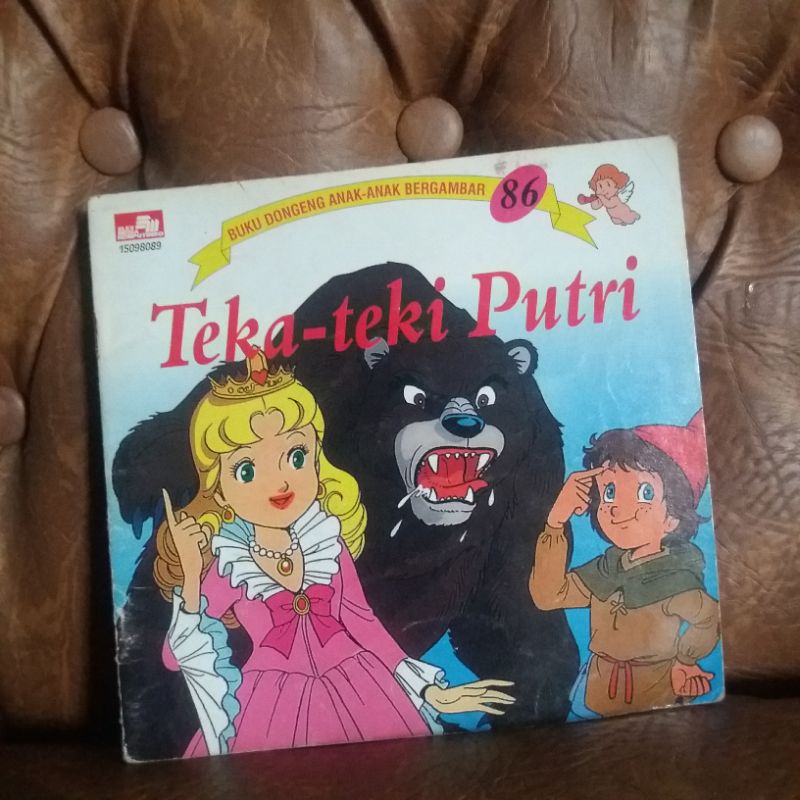 15098089
BUKU DONGENG ANAK-ANAK BERGAMBAR 86
Teka-teki Putri